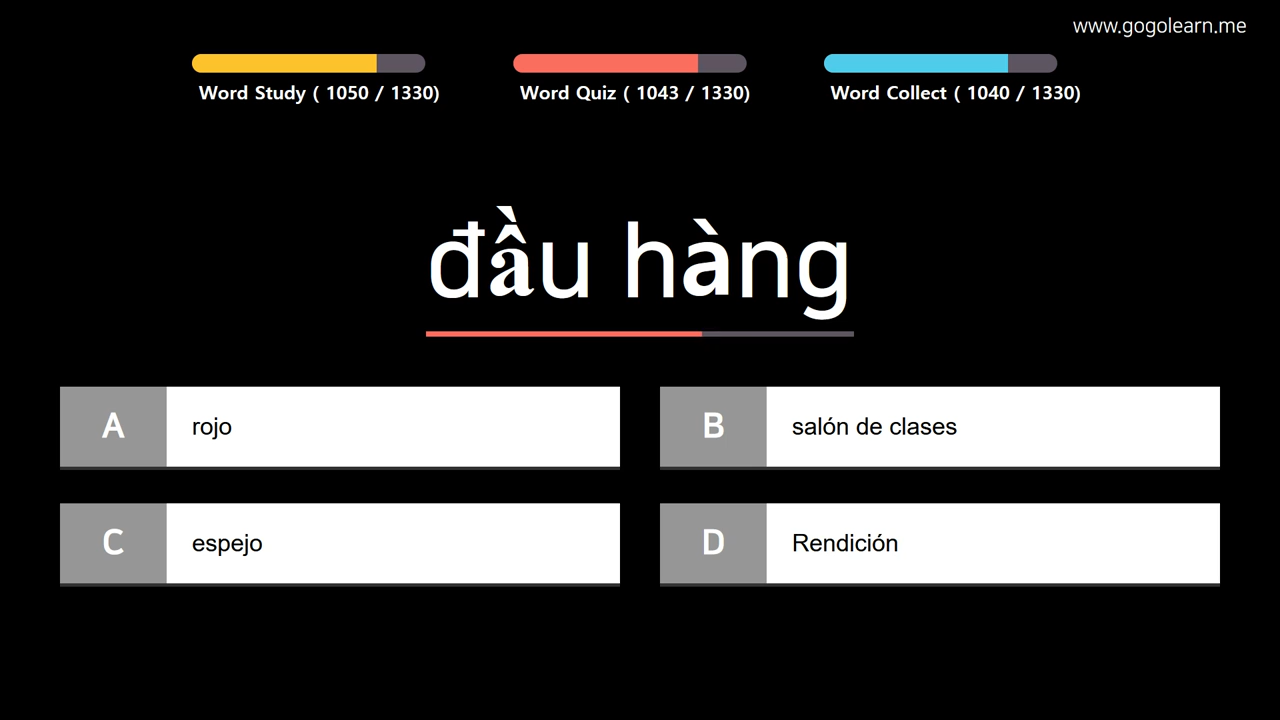 www.gogolearn.me
Word Study ( 1050 / 1330)
Word Quiz ( 1043 / 1330)
Word Collect ( 1040 / 1330)
đầu hàng
A rojo
B salón de clases
C espejo
D Rendición